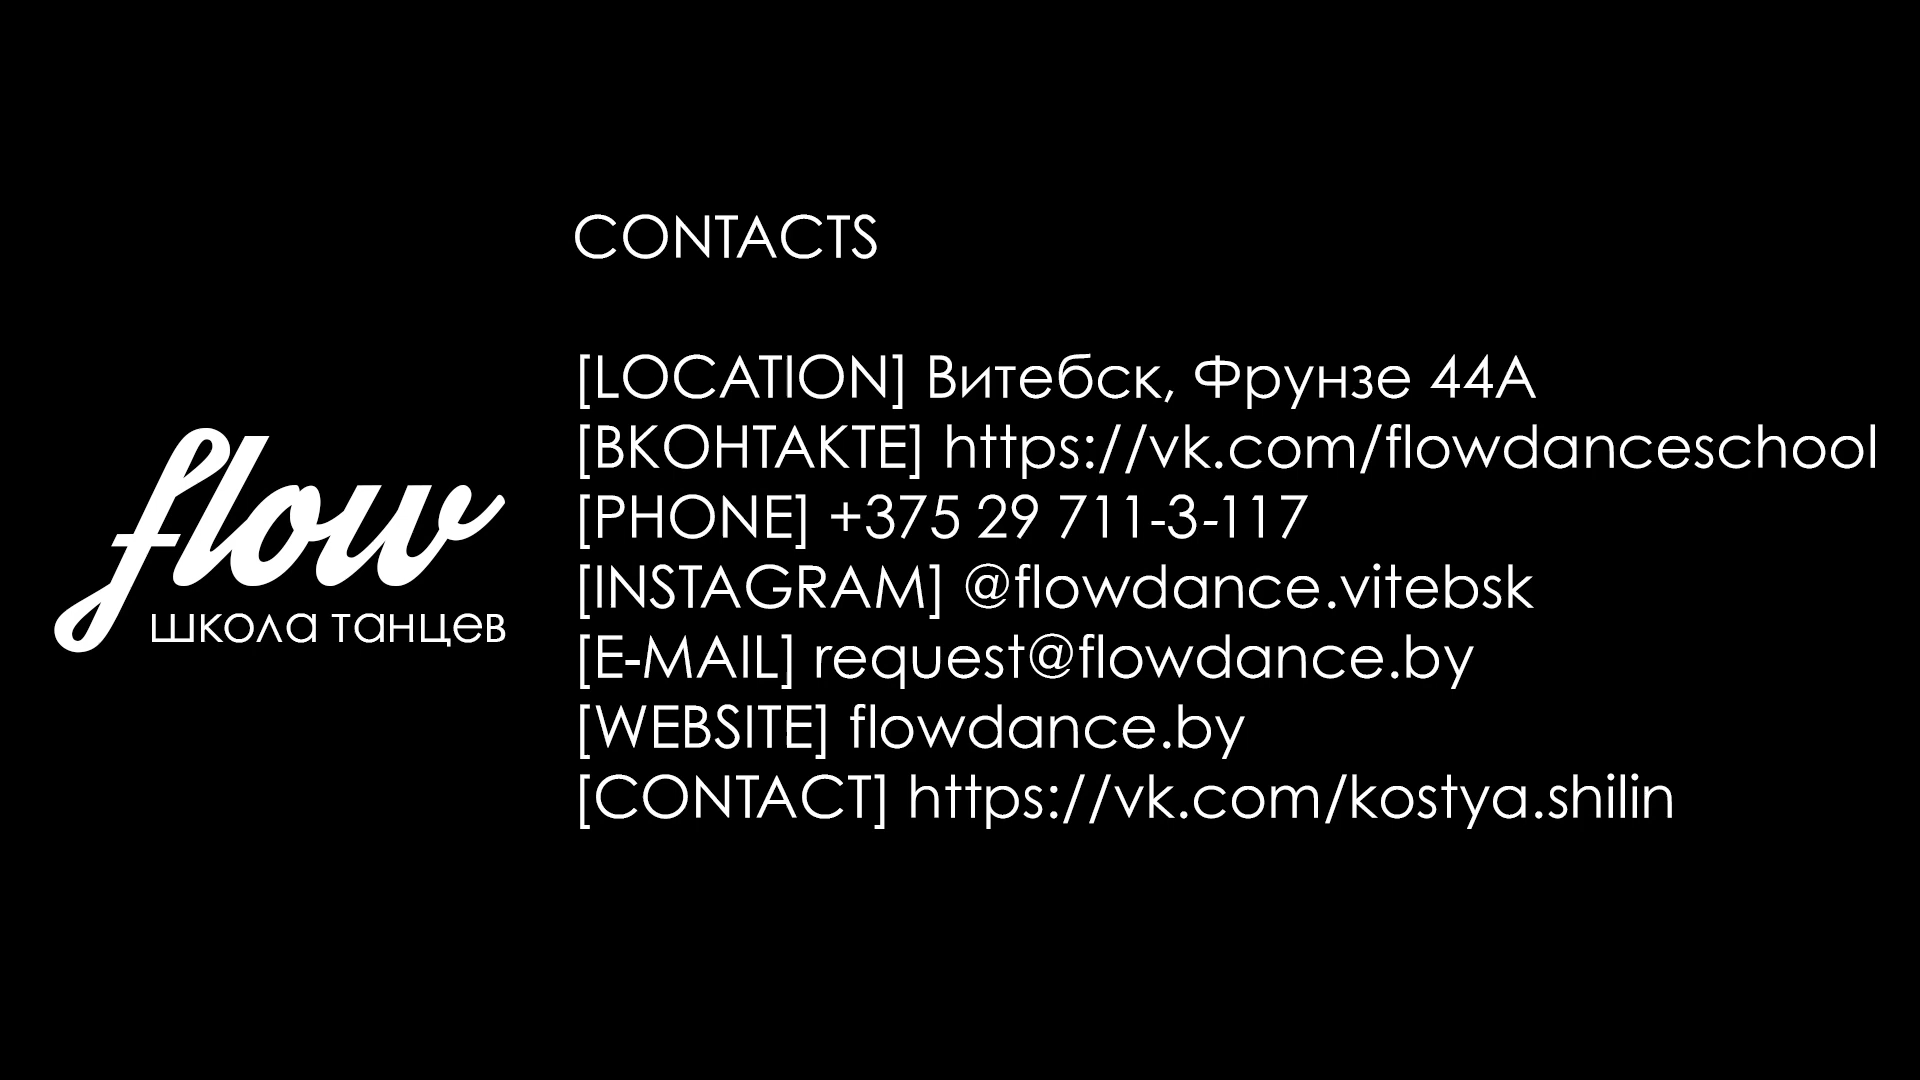 flow
школа танцев
CONTACTS
[LOCATION] Витебск, Фрунзе 44А
[ВКОНТАКТЕ] https://vk.com/flowdanceschool
[PHONE] +375 29 711-3-117
[INSTAGRAM] @flowdance.vitebsk
[E-MAIL] request@flowdance.by
[WEBSITE] flowdance.by
[CONTACT] https://vk.com/kostya.shilin